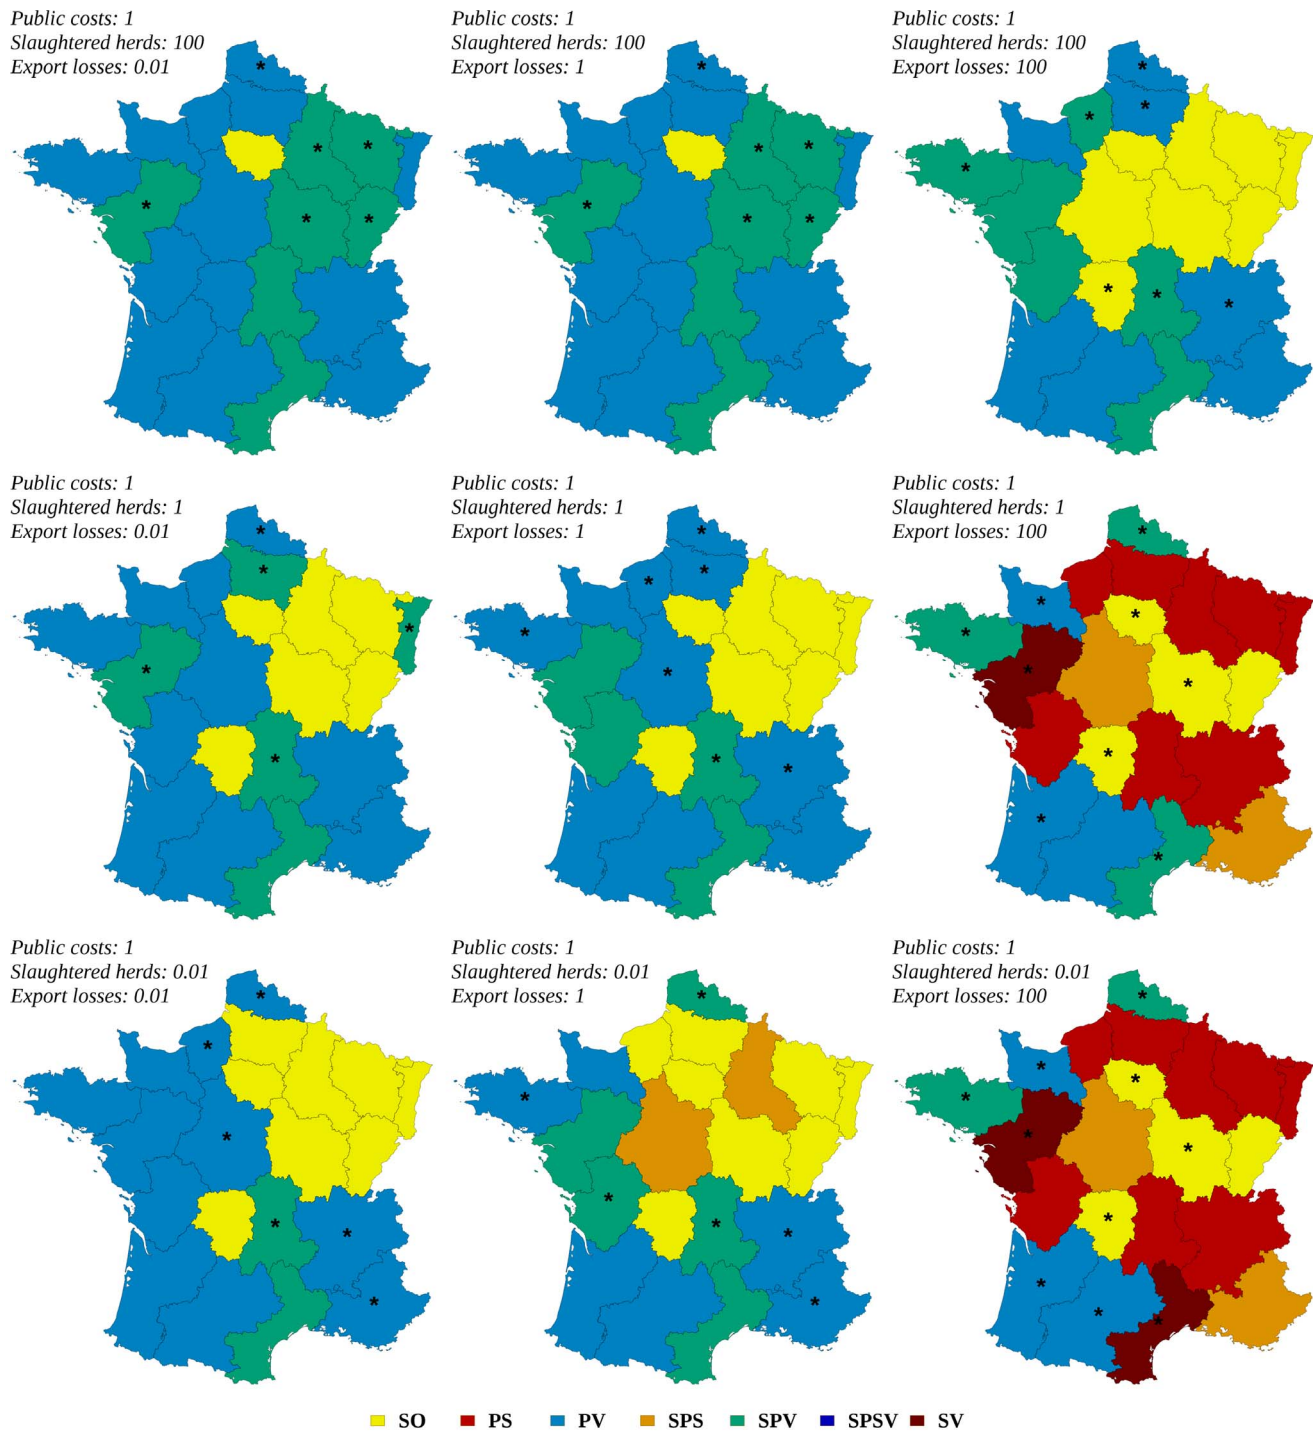 Public costs: 1
Slaughtered herds: 100
Export losses: 0.01
Public costs: 1
Slaughtered herds: 100
Export losses: 1
Public costs: 1
Slaughtered herds: 100
Export losses: 100
Public costs: 1
Slaughtered herds: 1
Export losses: 0.01
Public costs: 1
Slaughtered herds: 1
Export losses: 1
Public costs: 1
Slaughtered herds: 1
Export losses: 100
Public costs: 1
Slaughtered herds: 0.01
Export losses: 0.01
Public costs: 1
Slaughtered herds: 0.01
Export losses: 1
Public costs: 1
Slaughtered herds: 0.01
Export losses: 100
SO PS PV SPS SPV SPSV SV